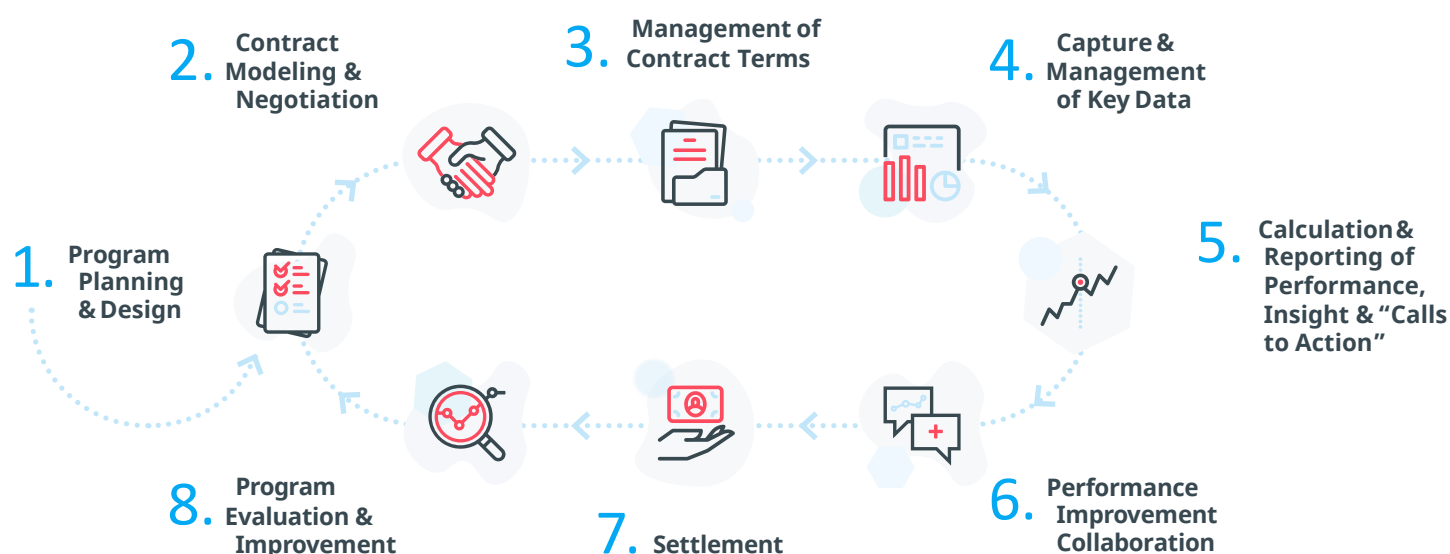 1. Program
Planning
& Design
2. Contract
Modeling &
Negotiation
3. Management of
Contract Terms
4. Capture &
Management
of Key Data
5. Calculation &
Reporting of
Performance,
Insight & “Calls
to Action”
6. Performance
Improvement
Collaboration
7. Settlement
8. Program
Evaluation &
Improvement